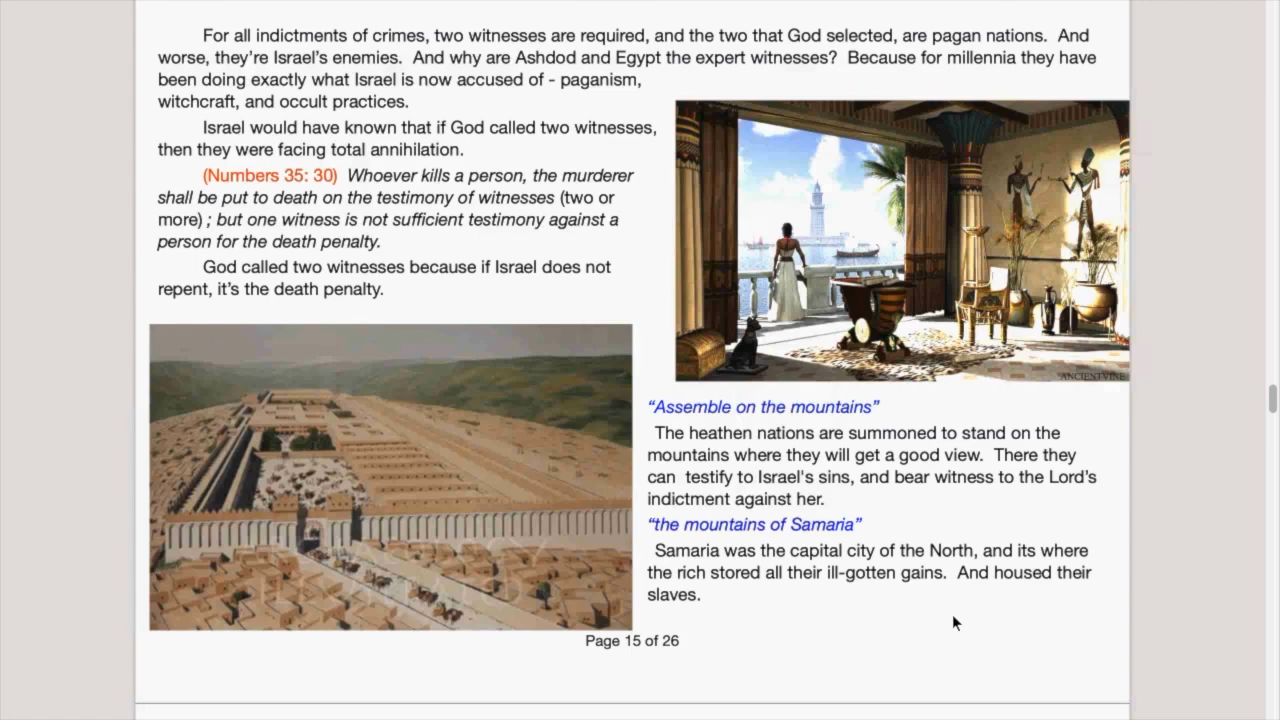 For all indictments of crimes, two witnesses are required, and the two that God selected, are pagan nations.  And
worse, they're Israel's enemies.  And why are Ashdod and Egypt the expert witnesses?  Because for millennia they have
been doing exactly what Israel is now accused of - paganism,
witchcraft, and occult practices.
Israel would have known that if God called two witnesses,
then they were facing total annihilation.
(Numbers 35: 30)  Whoever kills a person, the murderer
shall be put to death on the testimony of witnesses (two or
more) ; but one witness is not sufficient testimony against a
person for the death penalty.
God called two witnesses because if Israel does not
repent, it's the death penalty.
ANCIENTVINE
“Assemble on the mountains”
The heathen nations are summoned to stand on the
mountains where they will get a good view.  There they
can  testify to Israel's sins, and bear witness to the Lord's
indictment against her.
“the mountains of Samaria”
Samaria was the capital city of the North, and its where
the rich stored all their ill-gotten gains.  And housed their
slaves.
Page 15 of 26